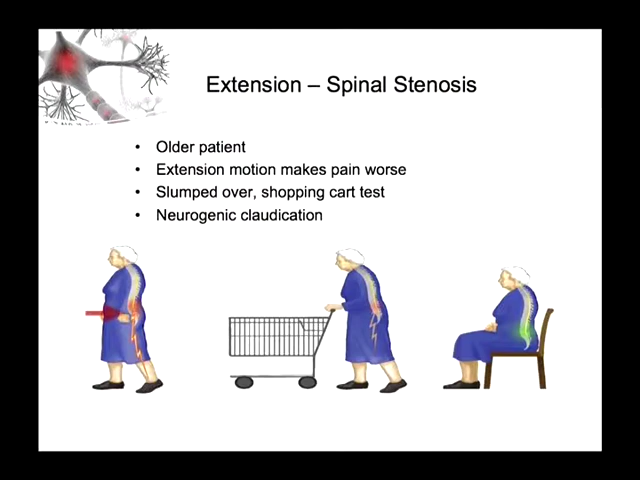 Extension – Spinal Stenosis
• Older patient
• Extension motion makes pain worse
• Slumped over, shopping cart test
• Neurogenic claudication